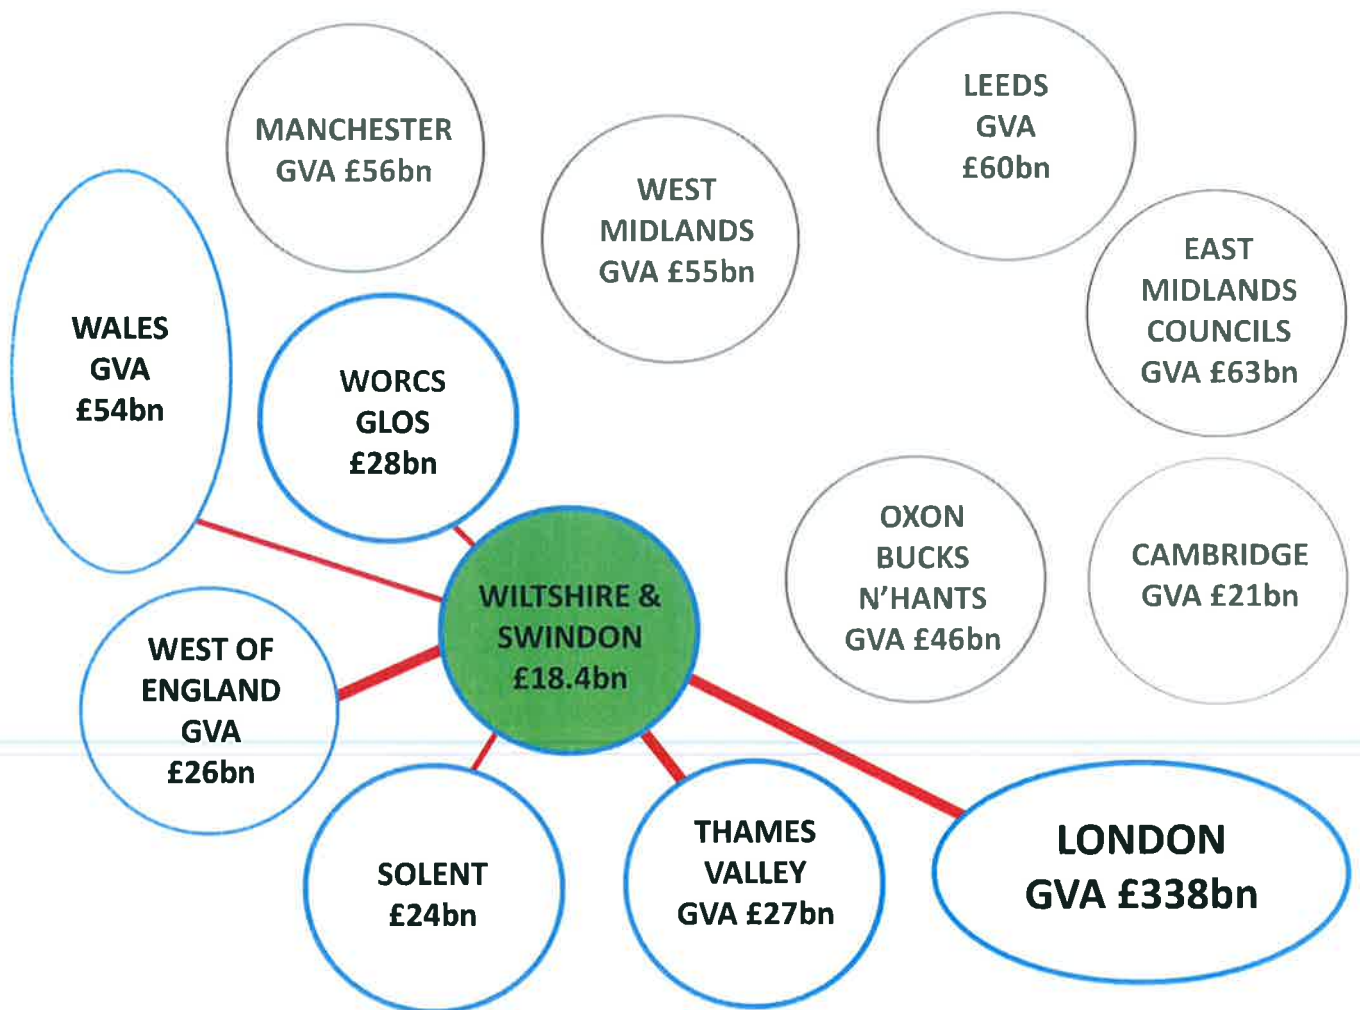 MANCHESTER
GVA £56bn
LEEDS
GVA
£60bn
WEST
MIDLANDS
GVA £55bn
EAST
MIDLANDS
COUNCILS
GVA £63bn
WALES
GVA
£54bn
WORCS
GLOS
£28bn
OXON
BUCKS
N'HANTS
GVA £46bn
CAMBRIDGE
GVA £21bn
WILTSHIRE &
SWINDON
£18.4bn
WEST OF
ENGLAND
GVA
£26bn
SOLENT
£24bn
THAMES
VALLEY
GVA £27bn
LONDON
GVA £338bn